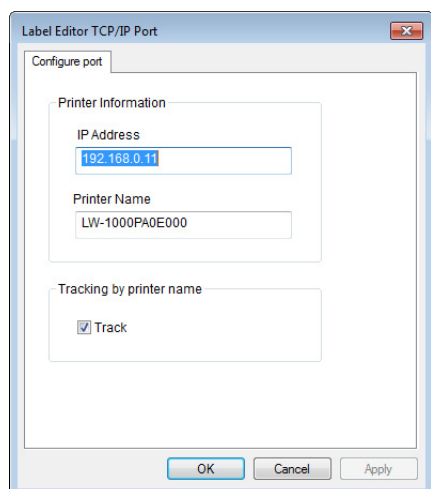 Label Editor TCP/IP Port
Configure port
Printer Information
IP Address
192.168.0.11
Printer Name
LW-1000PA0E000
Tracking by printer name
Track
OK Cancel Apply